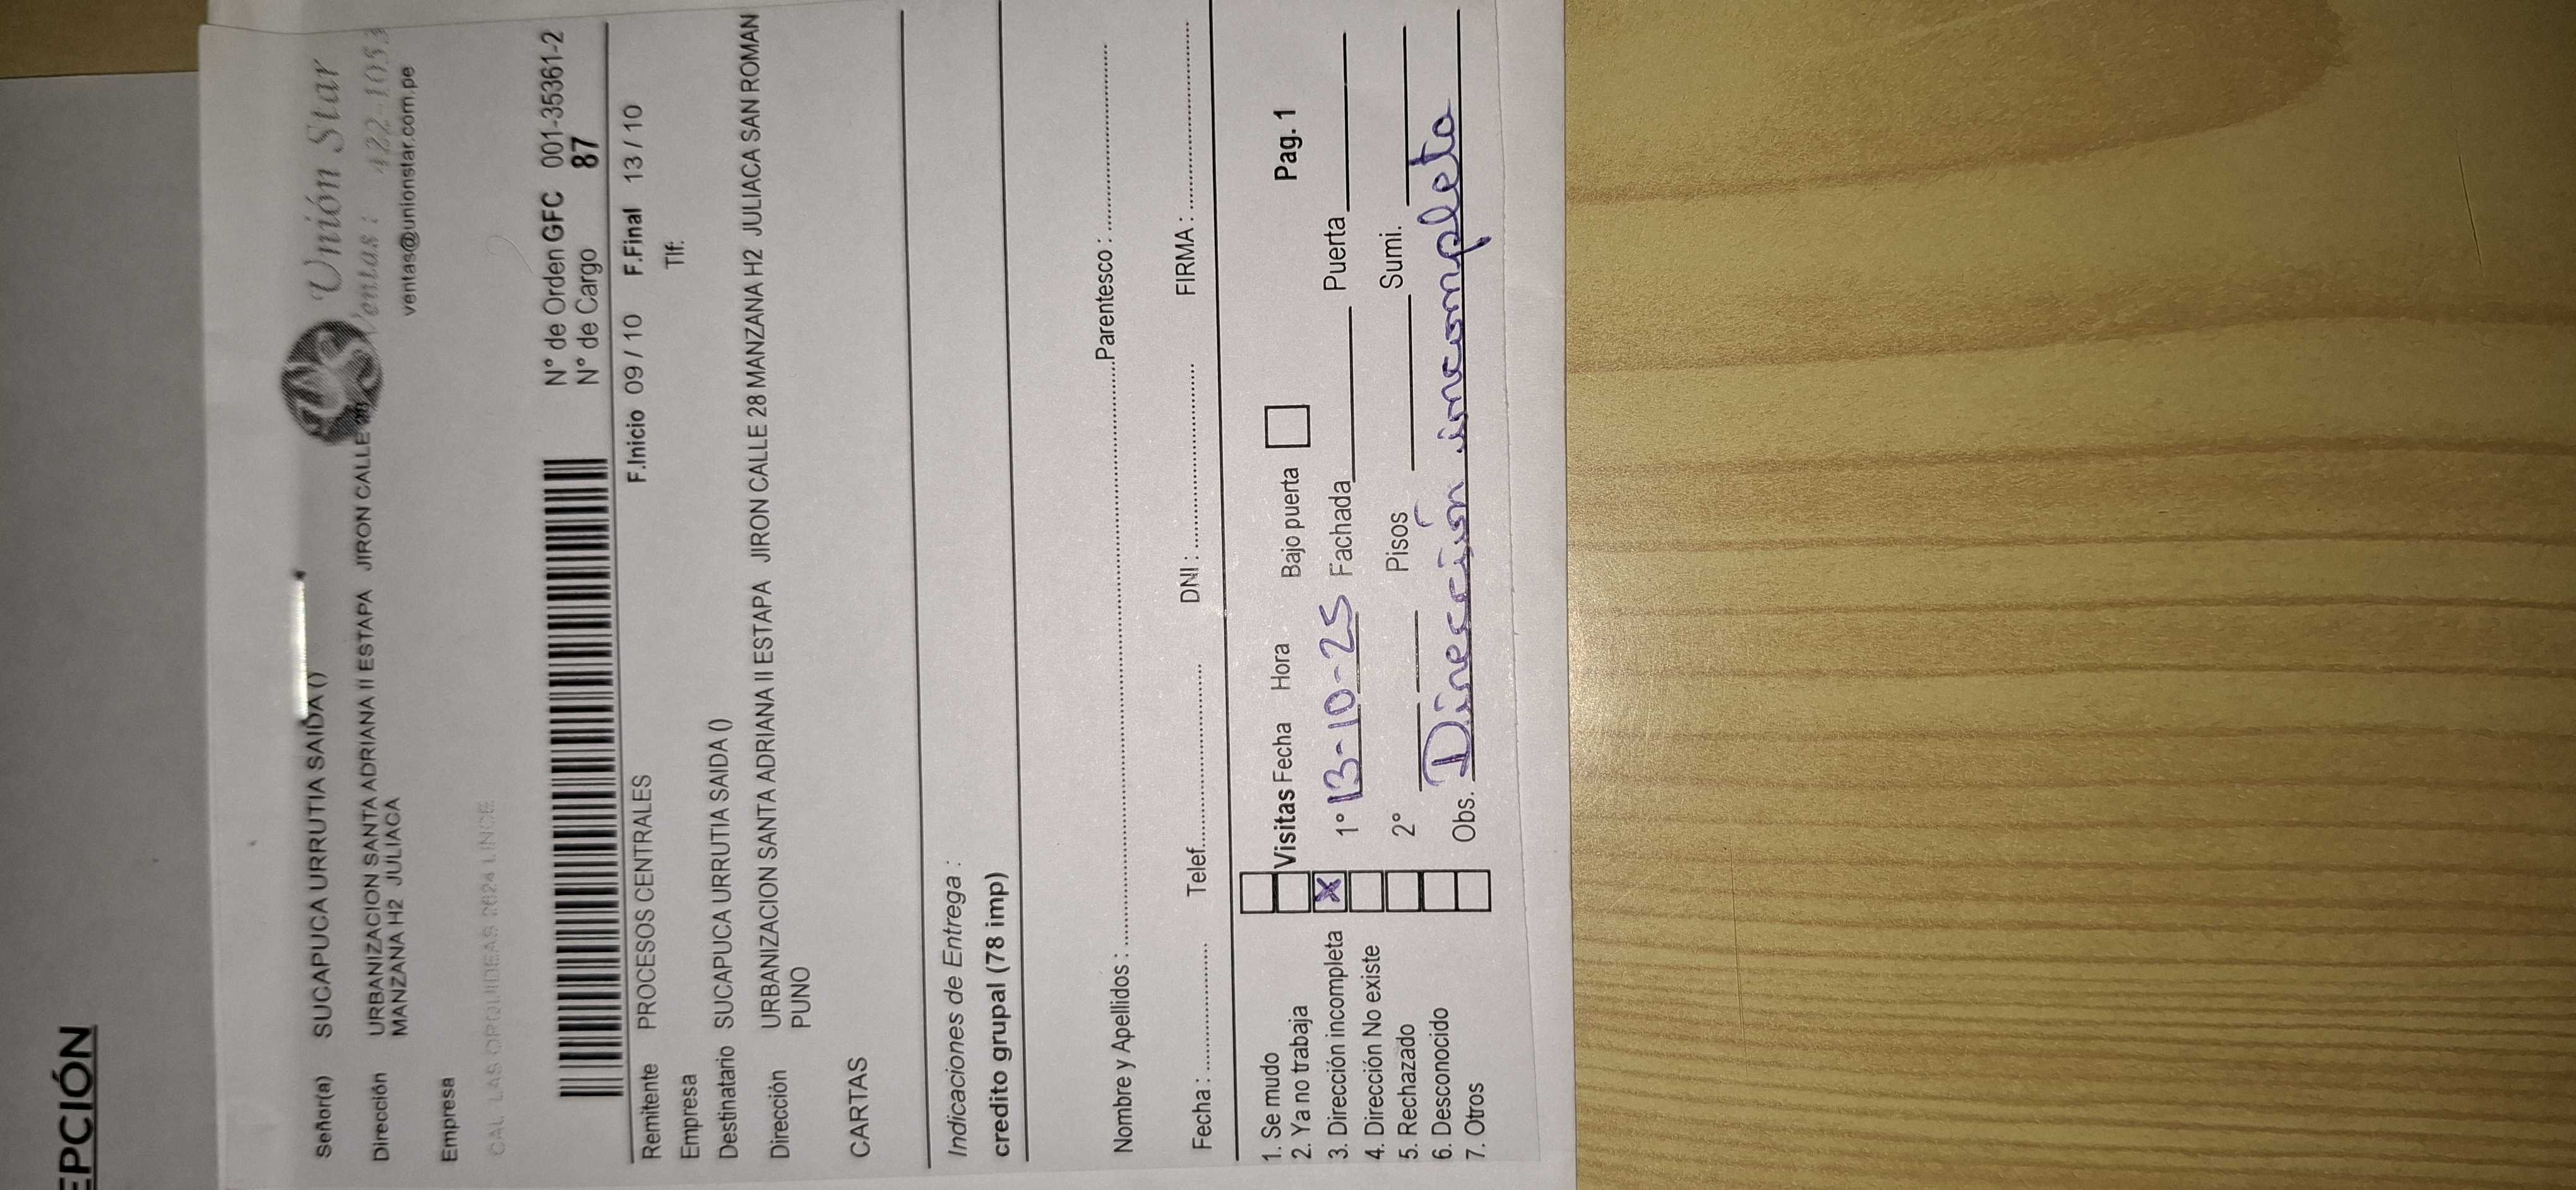 EPCIÓN
Unión Star
Ventas : 422-1053
ventas@unionstar.com.pe
Señor(a) SUCAPUCA URRUTIA SAIDA ()
Dirección URBANIZACION SANTA ADRIANA II ESTAPA JIRON CALLE
MANZANA H2 JULIACA
Empresa
CAL LAS ORQUIDEAS 2624 LINCE
N° de Orden GFC 001-35361-2
N° de Cargo 87
F.Inicio 09 / 10 F.Final 13 / 10
Remitente PROCESOS CENTRALES
Tlf:
Empresa
Destinatario SUCAPUCA URRUTIA SAIDA ()
Dirección URBANIZACION SANTA ADRIANA II ESTAPA JIRON CALLE 28 MANZANA H2 JULIACA SAN ROMAN
PUNO
CARTAS
Indicaciones de Entrega :
credito grupal (78 imp)
Nombre y Apellidos : Parentesco :
Fecha : Telef. DNI : FIRMA :
1. Se mudo
2. Ya no trabaja Visitas Fecha Hora Bajo puerta Pag. 1
3. Dirección incompleta X 1° 13-10-25 Fachada Puerta
4. Dirección No existe
5. Rechazado 2° Pisos Sumi.
6. Desconocido
7. Otros Obs. Dirección incompleta